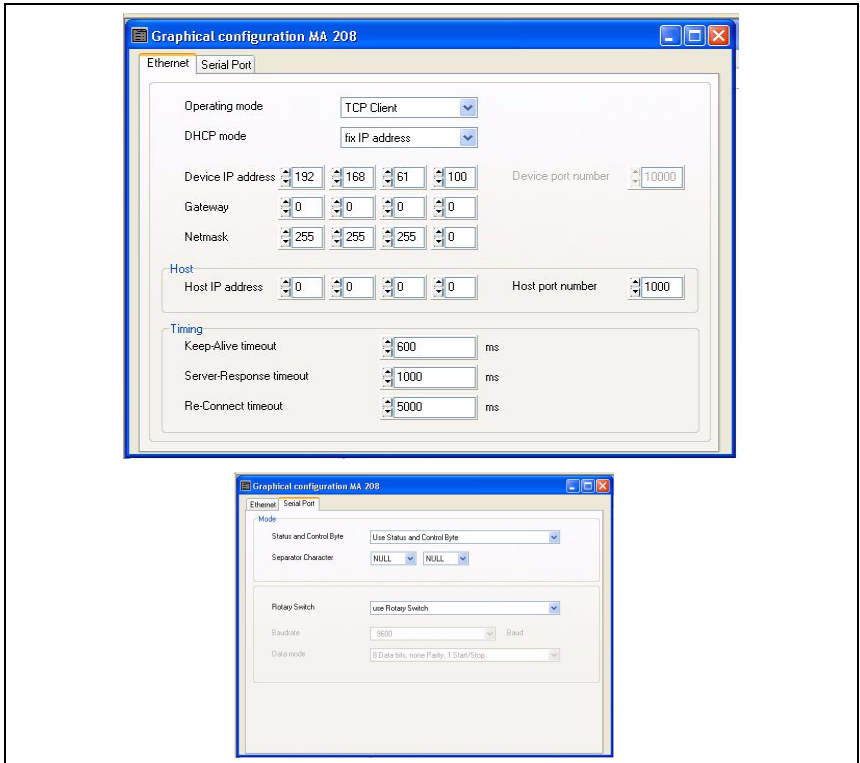 Graphical configuration MA 208
Ethernet Serial Port
Operating mode TCP Client
DHCP mode fix IP address
Device IP address 192 168 61 100 Device port number 10000
Gateway 0 0 0 0
Netmask 255 255 255 0
Host
Host IP address 0 0 0 0 Host port number 1000
Timing
Keep-Alive timeout 600 ms
Server-Response timeout 1000 ms
Re-Connect timeout 5000 ms
Graphical configuration MA 208
Ethernet Serial Port
Mode
Status and Control Byte Use Status and Control Byte
Separator Character NULL NULL
Rotary Switch use Rotary Switch
Baudrate 9600 Baud
Data mode 8 Data bits, none Parity, 1 Start/Stop